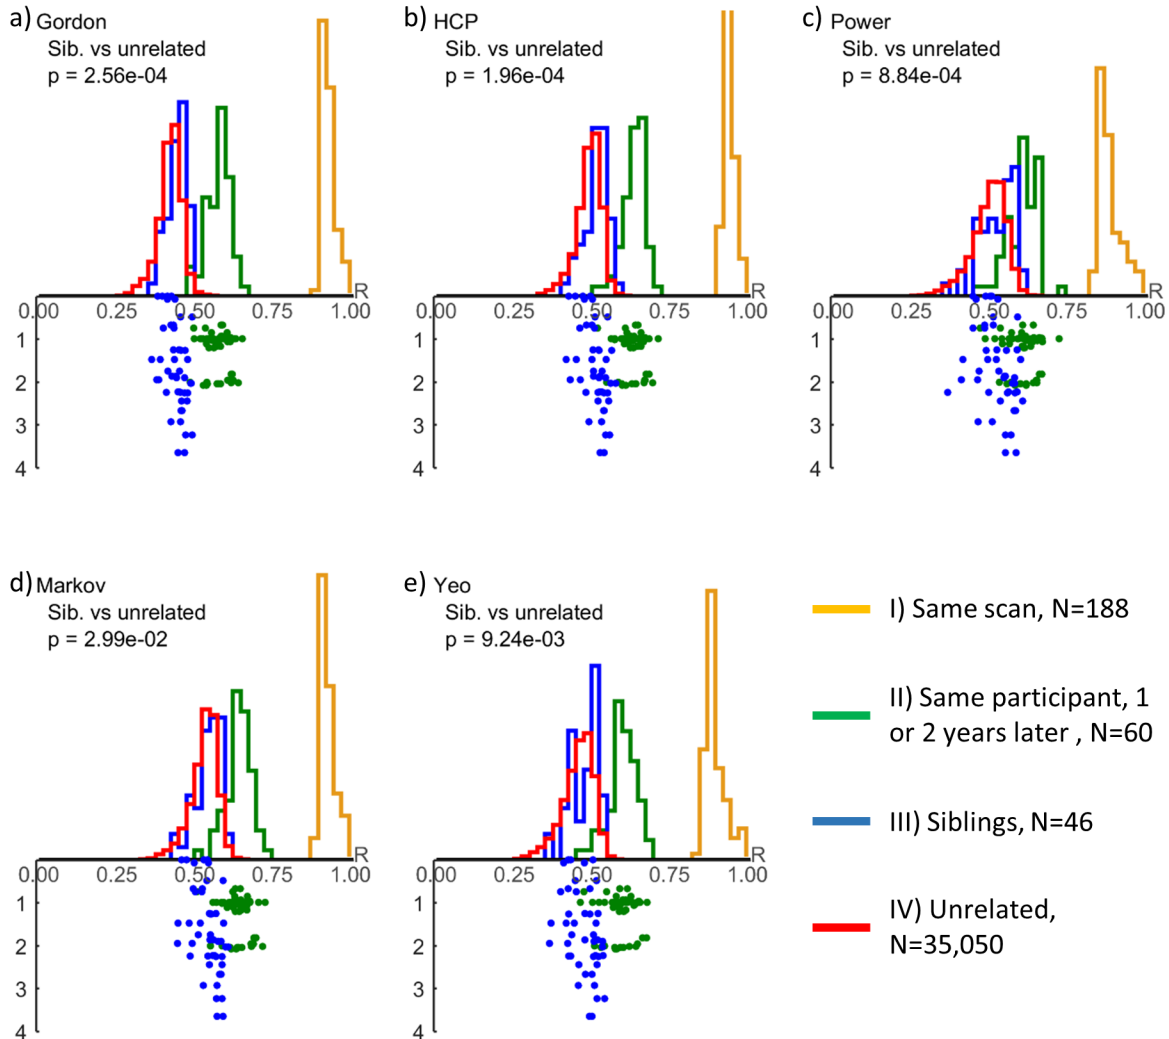 a) Gordon
Sib. vs unrelated
p = 2.56e-04
R
0.00 0.25 0.50 0.75 1.00
1
2
3
4
b) HCP
Sib. vs unrelated
p = 1.96e-04
R
0.00 0.25 0.50 0.75 1.00
1
2
3
4
c) Power
Sib. vs unrelated
p = 8.84e-04
R
0.00 0.25 0.50 0.75 1.00
1
2
3
4
d) Markov
Sib. vs unrelated
p = 2.99e-02
R
0.00 0.25 0.50 0.75 1.00
1
2
3
4
e) Yeo
Sib. vs unrelated
p = 9.24e-03
R
0.00 0.25 0.50 0.75 1.00
1
2
3
4
I) Same scan, N=188
II) Same participant, 1
or 2 years later , N=60
III) Siblings, N=46
IV) Unrelated,
N=35,050